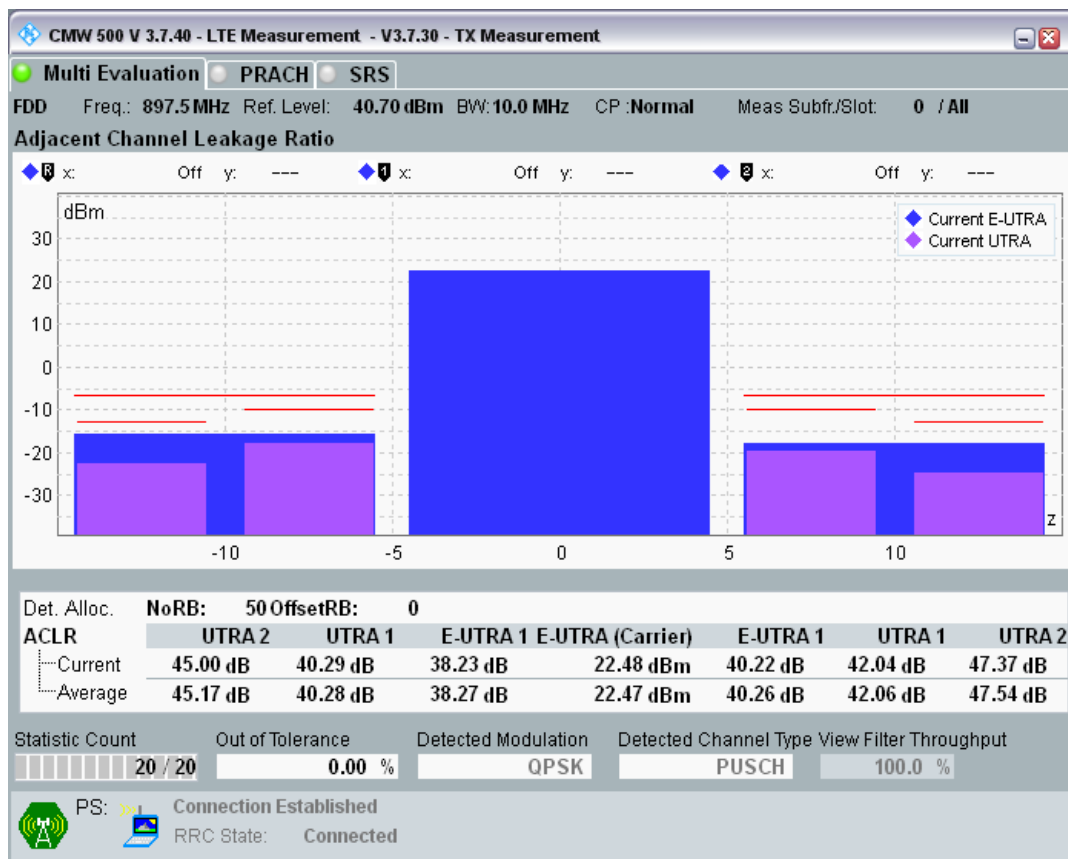 CMW 500 V 3.7.40 - LTE Measurement - V3.7.30 - TX Measurement
Multi Evaluation PRACH SRS
FDD Freq.: 897.5 MHz Ref. Level: 40.70 dBm BW: 10.0 MHz CP :Normal Meas Subfr./Slot: 0 / All
Adjacent Channel Leakage Ratio
R x: Off y: --- 1 x: Off y: --- 2 x: Off y: ---
dBm
Current E-UTRA
Current UTRA
30
20
10
0
-10
-20
-30
z
-10 -5 0 5 10
Det. Alloc. NoRB: 50 OffsetRB: 0
ACLR UTRA 2 UTRA 1 E-UTRA 1 E-UTRA (Carrier) E-UTRA 1 UTRA 1 UTRA 2
Current 45.00 dB 40.29 dB 38.23 dB 22.48 dBm 40.22 dB 42.04 dB 47.37 dB
Average 45.17 dB 40.28 dB 38.27 dB 22.47 dBm 40.26 dB 42.06 dB 47.54 dB
Statistic Count Out of Tolerance Detected Modulation Detected Channel Type View Filter Throughput
20 / 20 0.00 % QPSK PUSCH 100.0 %
PS: Connection Established
RRC State: Connected